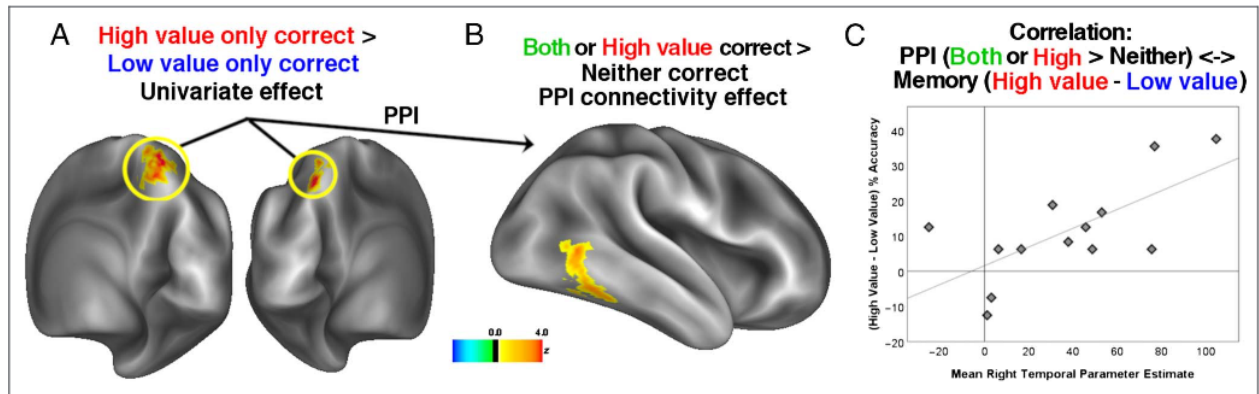 A
High value only correct >
Low value only correct
Univariate effect
PPI
B
Both or High value correct >
Neither correct
PPI connectivity effect
0.0
4.0
z
C
Correlation:
PPI (Both or High > Neither) <->
Memory (High value - Low value)
(High Value - Low Value) % Accuracy
40
30
20
10
0
-10
-20
-20
0
20
40
60
80
100
Mean Right Temporal Parameter Estimate